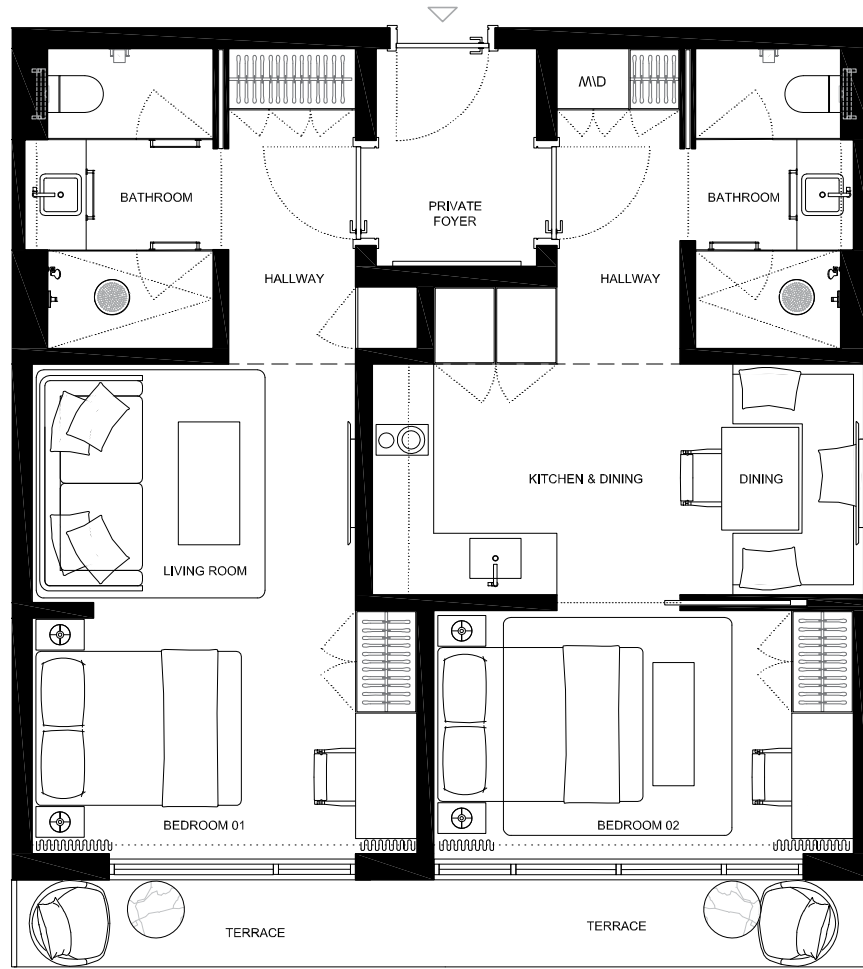 M\D
BATHROOM
PRIVATE
FOYER
BATHROOM
HALLWAY
HALLWAY
KITCHEN & DINING
DINING
LIVING ROOM
BEDROOM 01
BEDROOM 02
TERRACE
TERRACE